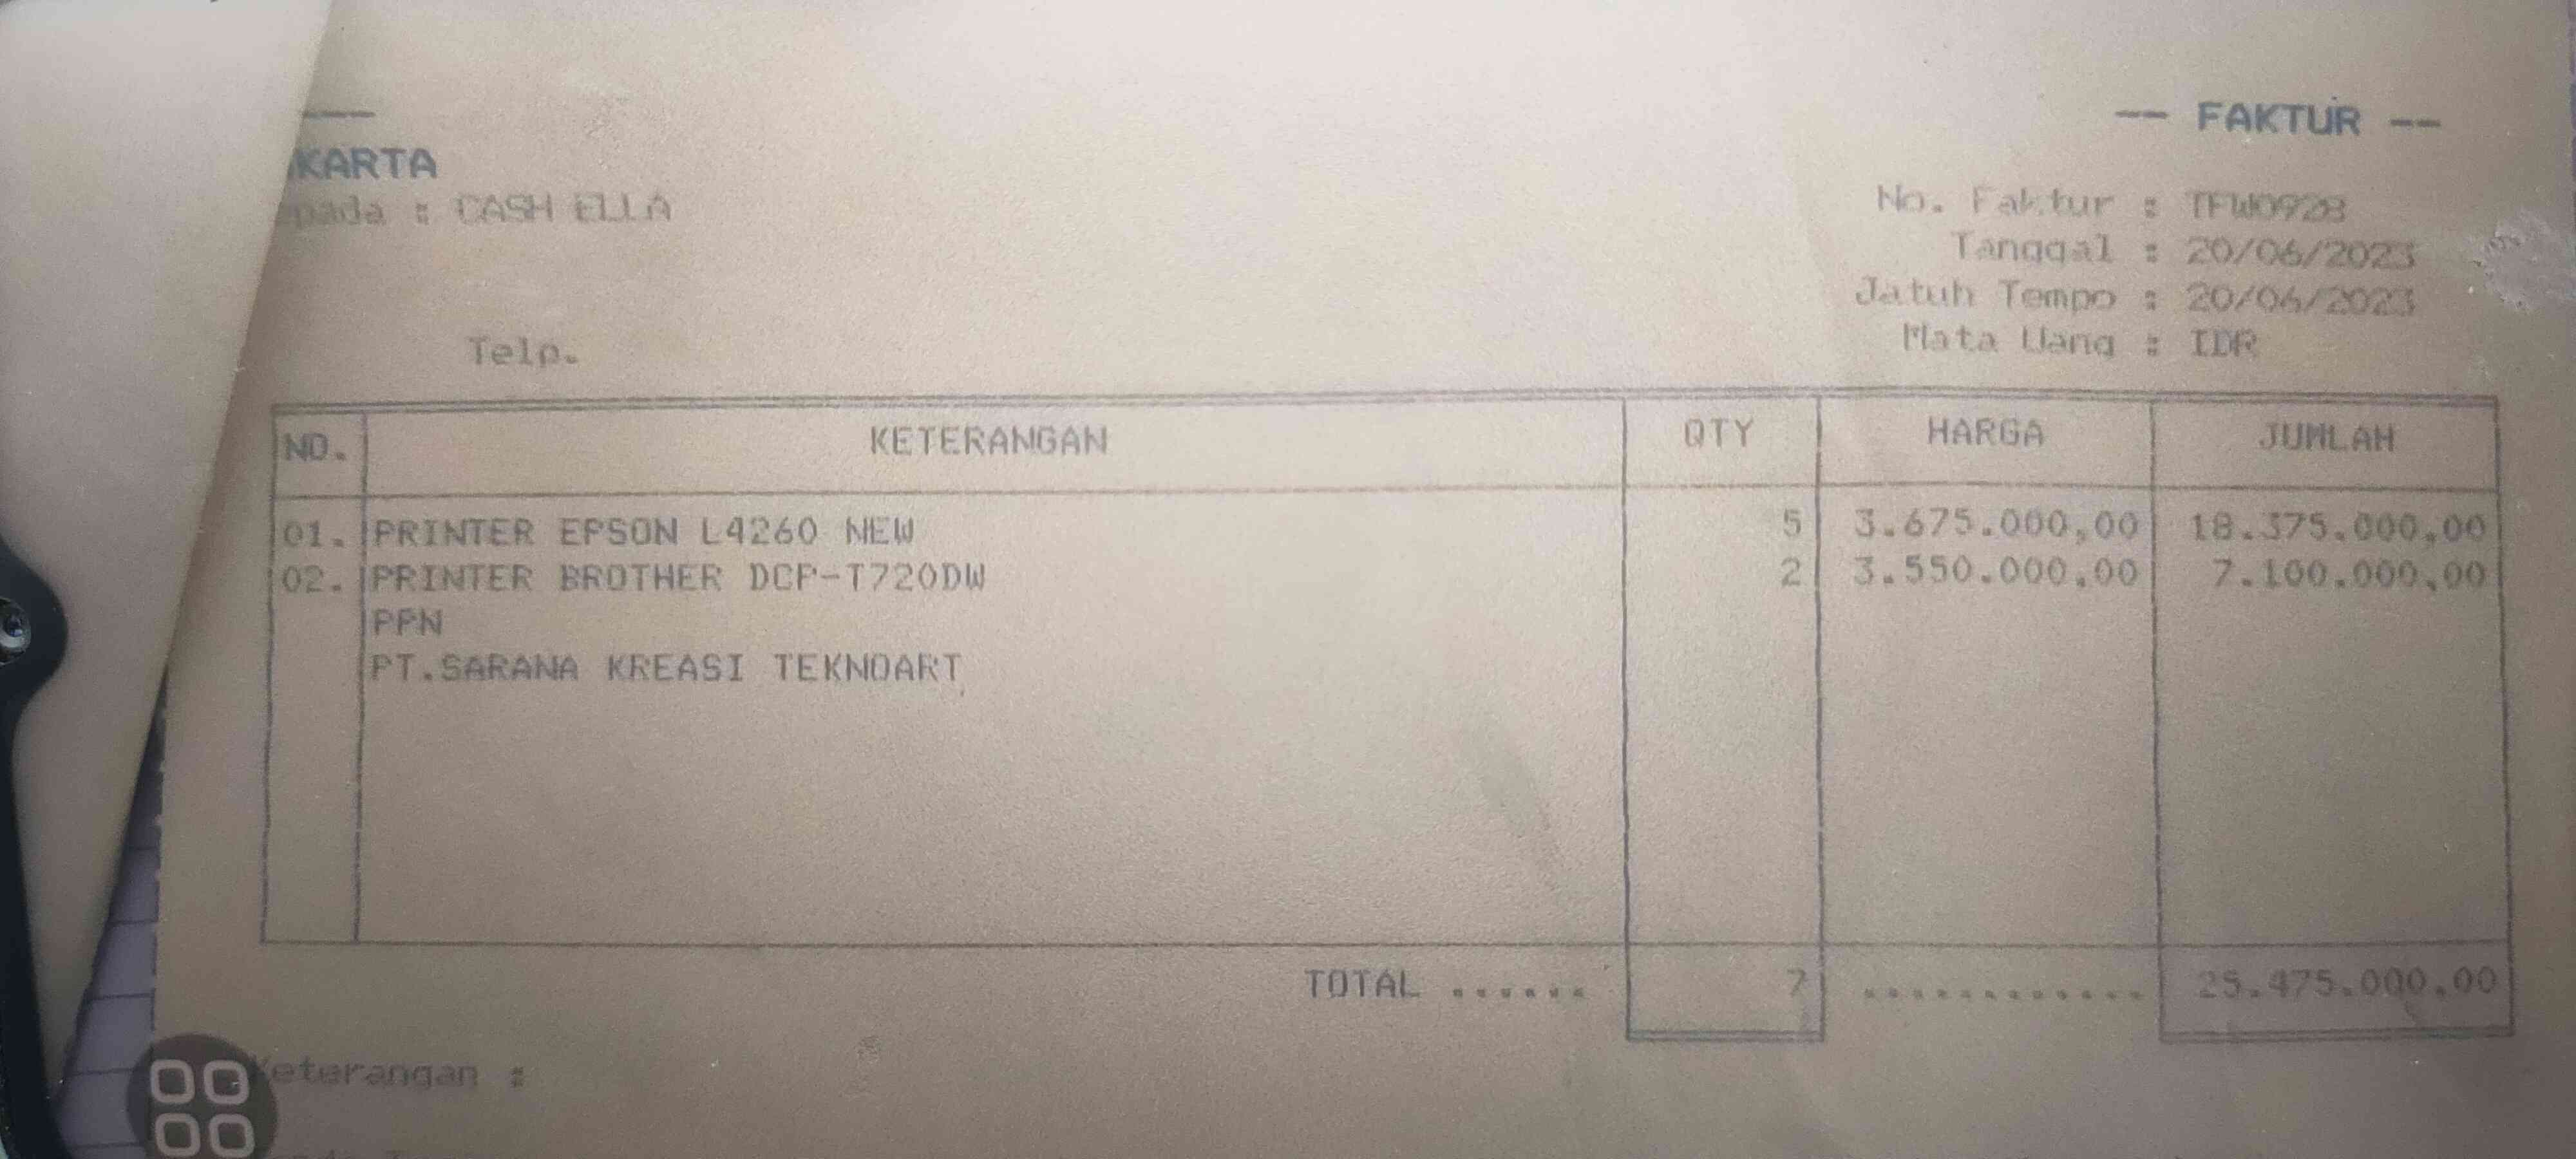 -- FAKTUR --
KARTA
pada : CASH ELLA
No. Faktur : TFW0928
Tanggal : 20/06/2023
Jatuh Tempo : 20/06/2023
Telp.
Mata Uang : IDR
NO. KETERANGAN QTY HARGA JUMLAH
01. PRINTER EPSON L4260 NEW 5 3.675.000,00 18.375.000,00
02. PRINTER BROTHER DCP-T720DW 2 3.550.000,00 7.100.000,00
PPN
PT.SARANA KREASI TEKNOART
TOTAL ...... 7 ............ 25.475.000,00
Keterangan :